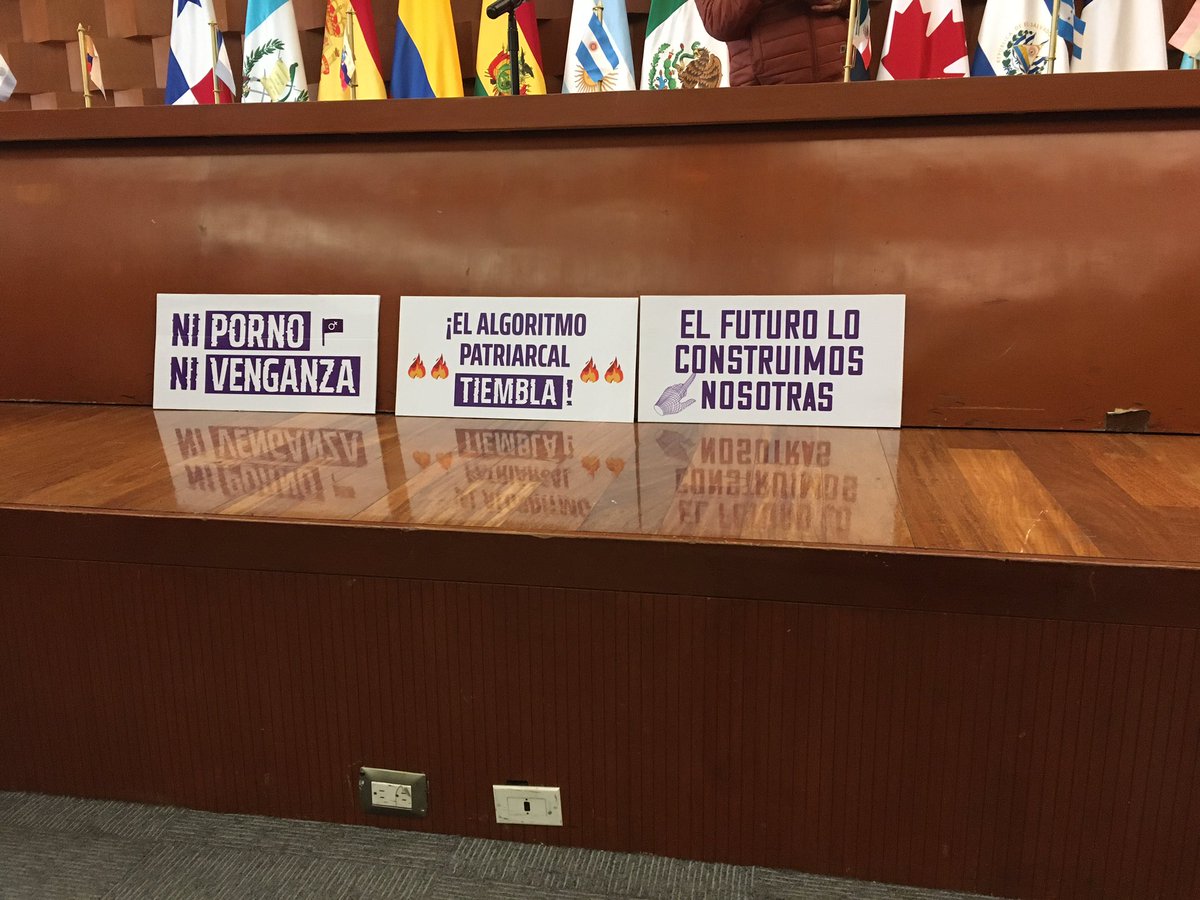 NI PORNO
NI VENGANZA
¡EL ALGORITMO
PATRIARCAL
TIEMBLA!
EL FUTURO LO
CONSTRUIMOS
NOSOTRAS